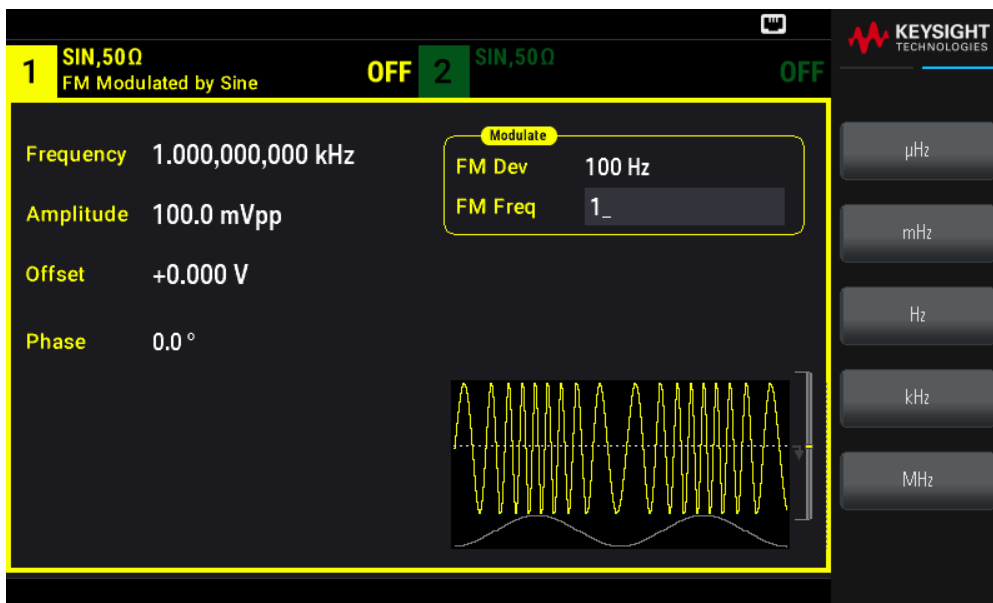 KEYSIGHT
TECHNOLOGIES
1 SIN,50Ω
FM Modulated by Sine
OFF
2 SIN,50Ω
OFF
Frequency 1.000,000,000 kHz
Amplitude 100.0 mVpp
Offset +0.000 V
Phase 0.0 °
Modulate
FM Dev 100 Hz
FM Freq 1_
µHz
mHz
Hz
kHz
MHz